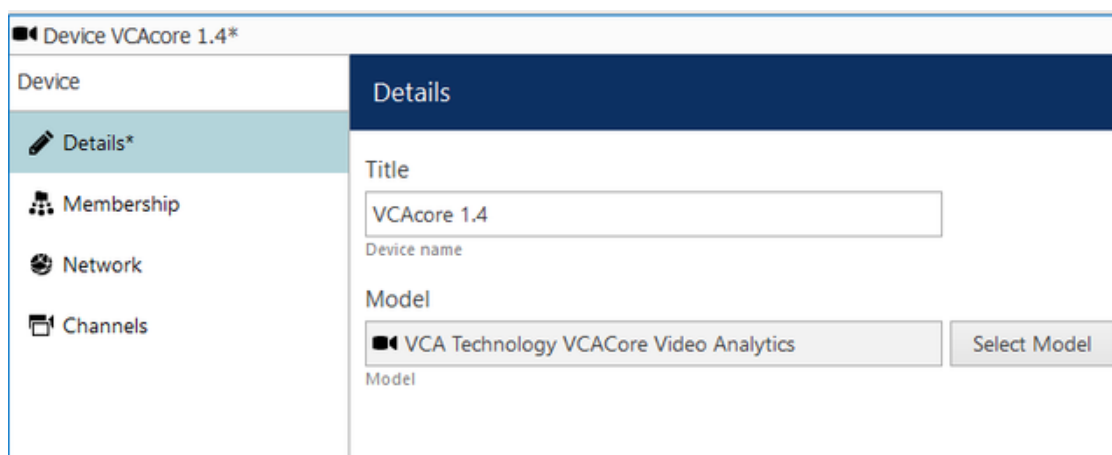 Device VCAcore 1.4*
Device
Details*
Membership
Network
Channels
Details
Title
VCAcore 1.4
Device name
Model
VCA Technology VCACore Video Analytics
Select Model
Model